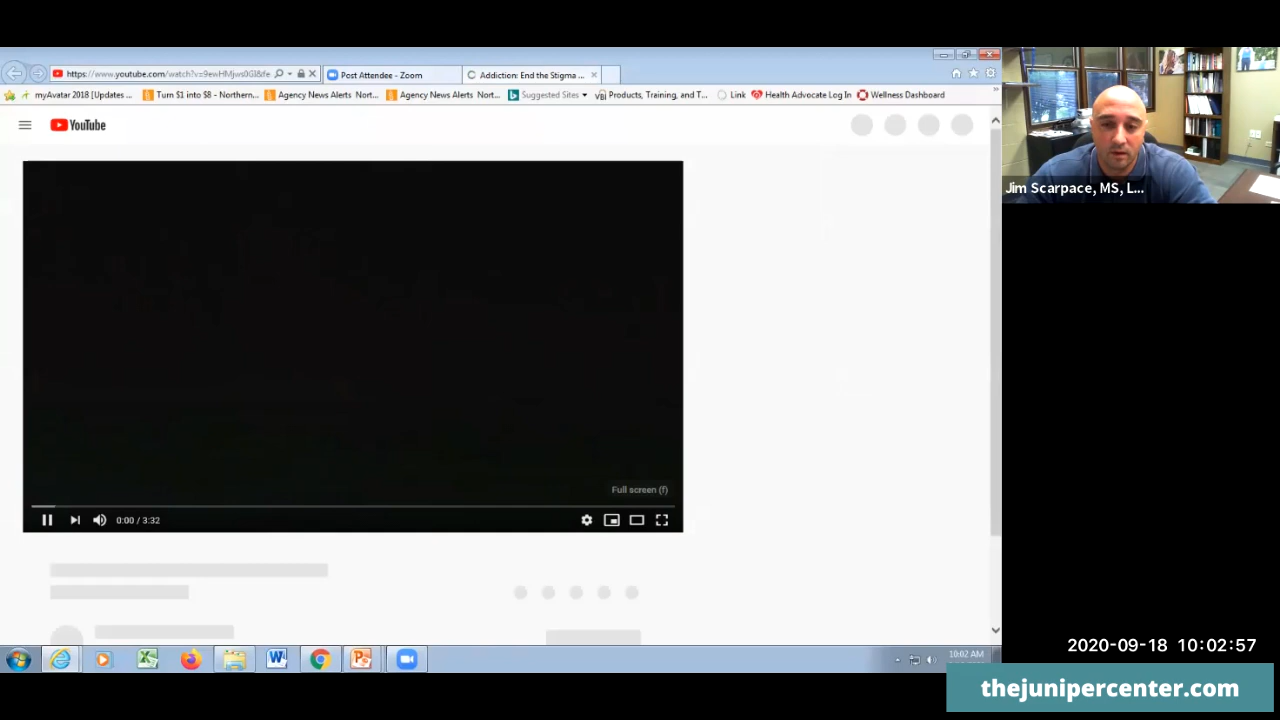 https://www.youtube.com/watch?v=9ewHMjws0GI&fe
Post Attendee - Zoom
Addiction: End the Stigma ...
myAvatar 2018 [Updates ...
Turn $1 into $8 - Northern...
Agency News Alerts Nort...
Agency News Alerts Nort...
Suggested Sites
Products, Training, and T...
Link
Health Advocate Log In
Wellness Dashboard
YouTube
Jim Scarpace, MS, L...
Full screen (f)
0:00 / 3:32
10:02 AM
2020-09-18 10:02:57
thejunipercenter.com